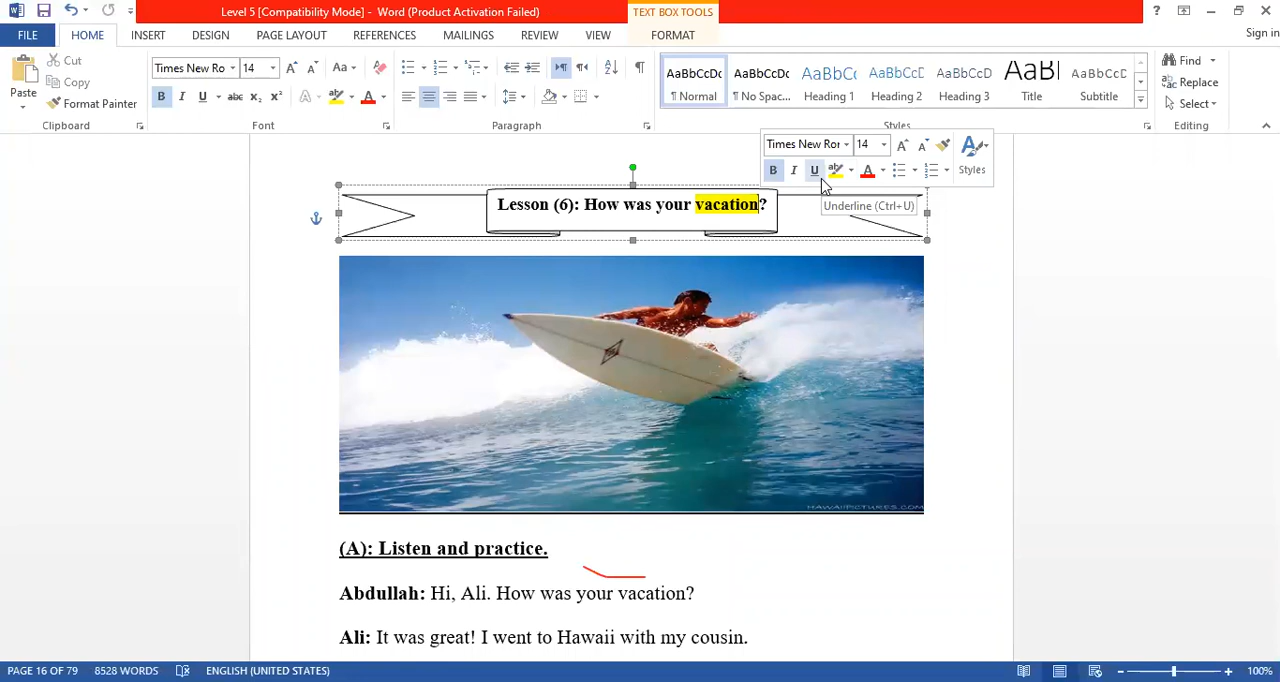 Level 5 [Compatibility Mode] - Word (Product Activation Failed)
TEXT BOX TOOLS
FILE HOME INSERT DESIGN PAGE LAYOUT REFERENCES MAILINGS REVIEW VIEW FORMAT Sign in
Cut
Copy
Format Painter
Paste
Clipboard
Times New Ro 14
Font
Paragraph
AaBbCcDc AaBbCcDc AaBbC AaBbCc AaBbCcD AaB AaBbCcD
¶ Normal ¶ No Spac... Heading 1 Heading 2 Heading 3 Title Subtitle
Styles
Find
Replace
Select
Editing
Times New Ror 14
Styles
Underline (Ctrl+U)
Lesson (6): How was your vacation?
HAWAIIPICTURES.COM
(A): Listen and practice.
Abdullah: Hi, Ali. How was your vacation?
Ali: It was great! I went to Hawaii with my cousin.
PAGE 16 OF 79 8528 WORDS ENGLISH (UNITED STATES) 100%